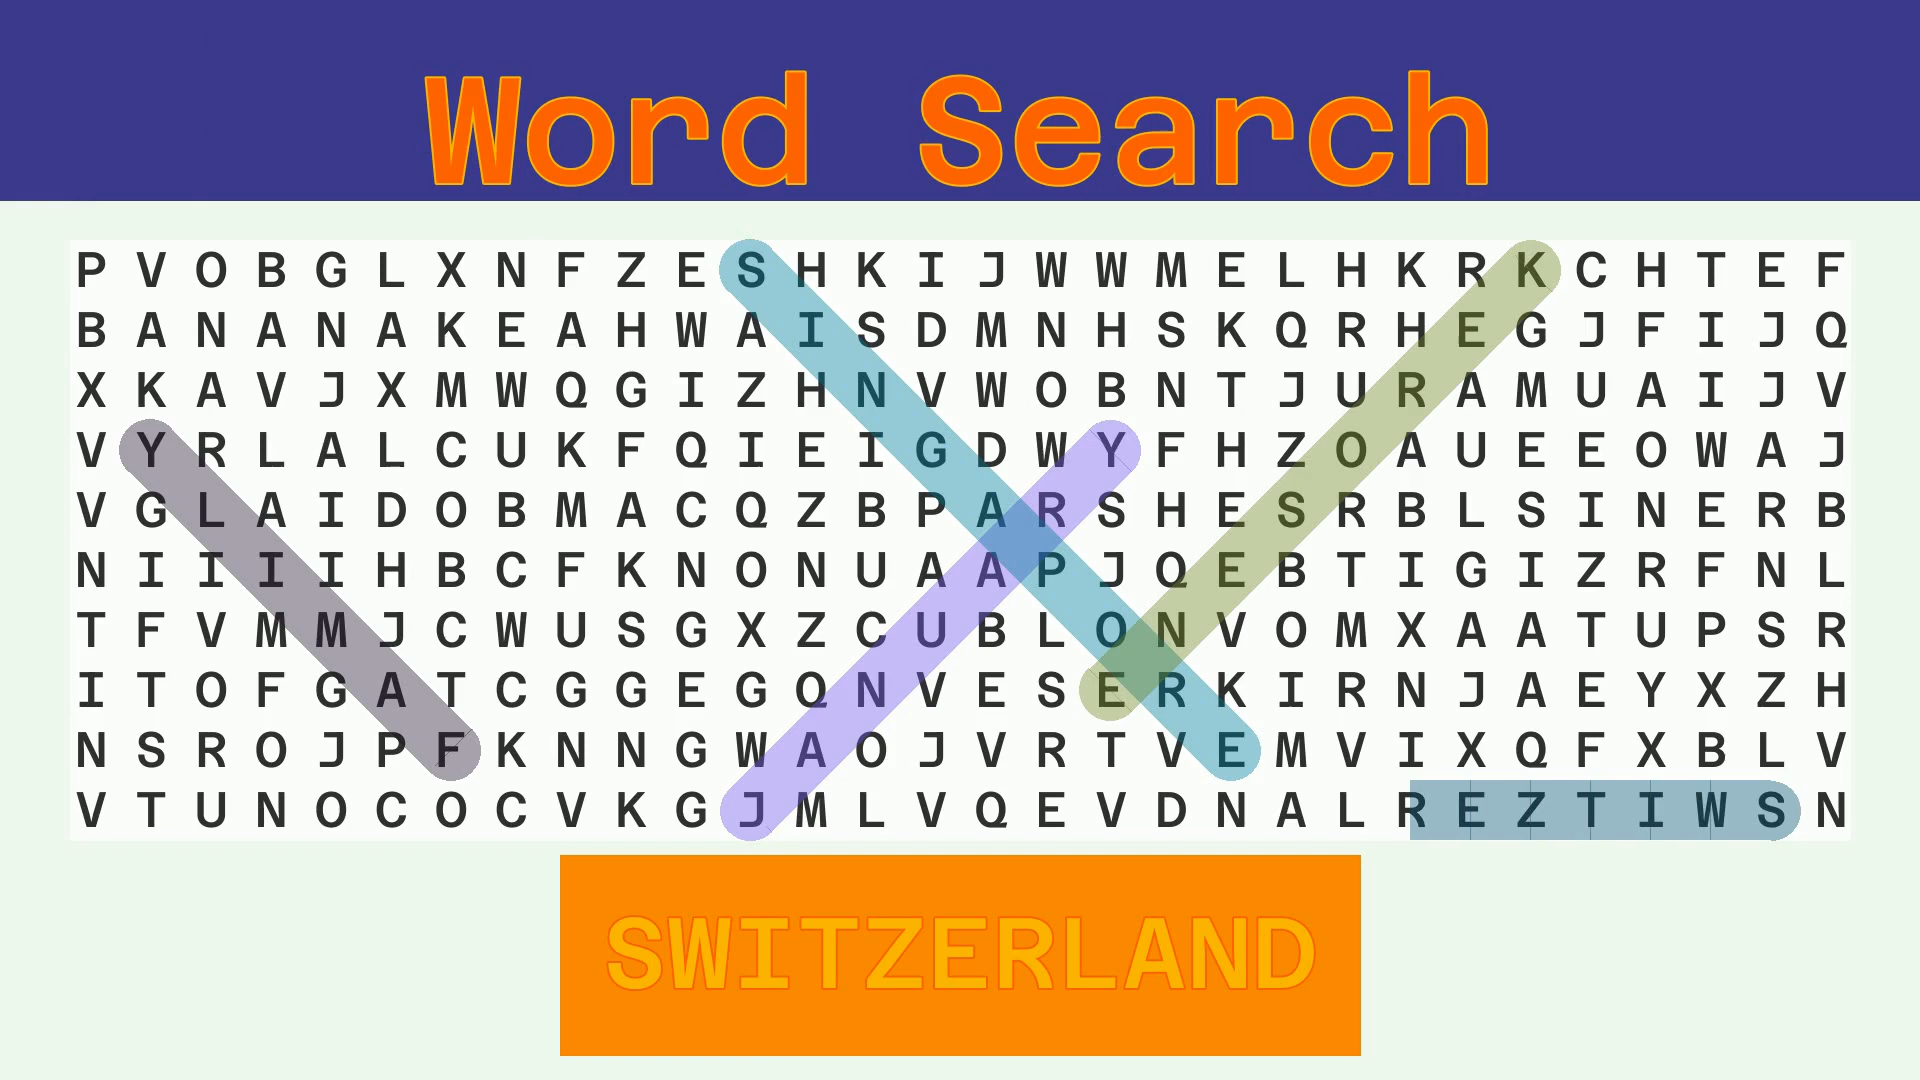 Word Search
P V O B G L X N F Z E S H K I J W W M E L H K R K C H T E F
B A N A N A K E A H W A I S D M N H S K Q R H E G J F I J Q
X K A V J X M W Q G I Z H N V W O B N T J U R A M U A I J V
V Y R L A L C U K F Q I E I G D W Y F H Z O A U E E O W A J
V G L A I D O B M A C Q Z B P A R S H E S R B L S I N E R B
N I I I I H B C F K N O N U A A P J Q E B T I G I Z R F N L
T F V M M J C W U S G X Z C U B L O N V O M X A A T U P S R
I T O F G A T C G G E G Q N V E S E R K I R N J A E Y X Z H
N S R O J P F K N N G W A O J V R T V E M V I X Q F X B L V
V T U N O C O C V K G J M L V Q E V D N A L R E Z T I W S N
SWITZERLAND